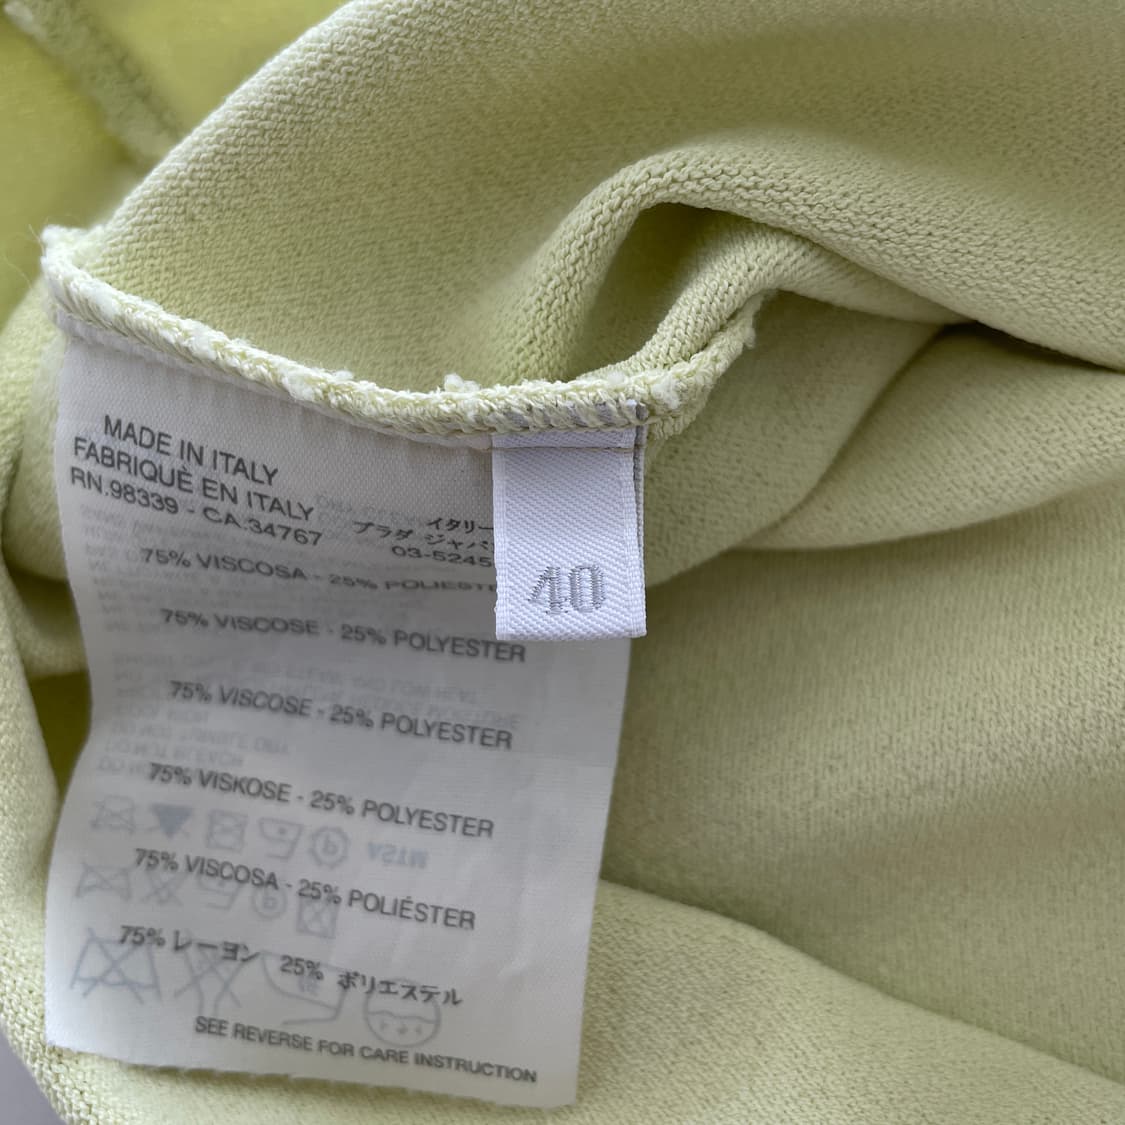 MADE IN ITALY
FABRIQUÈ EN ITALY
RN.98339 - CA.34767
イタリー
プラダ ジャパ
03-5245
40
75% VISCOSA - 25% POLIEST
75% VISCOSE - 25% POLYESTER
75% VISCOSE - 25% POLYESTER
75% VISKOSE - 25% POLYESTER
75% VISCOSA - 25% POLIÉSTER
75% レーヨン 25% ポリエステル
SEE REVERSE FOR CARE INSTRUCTION